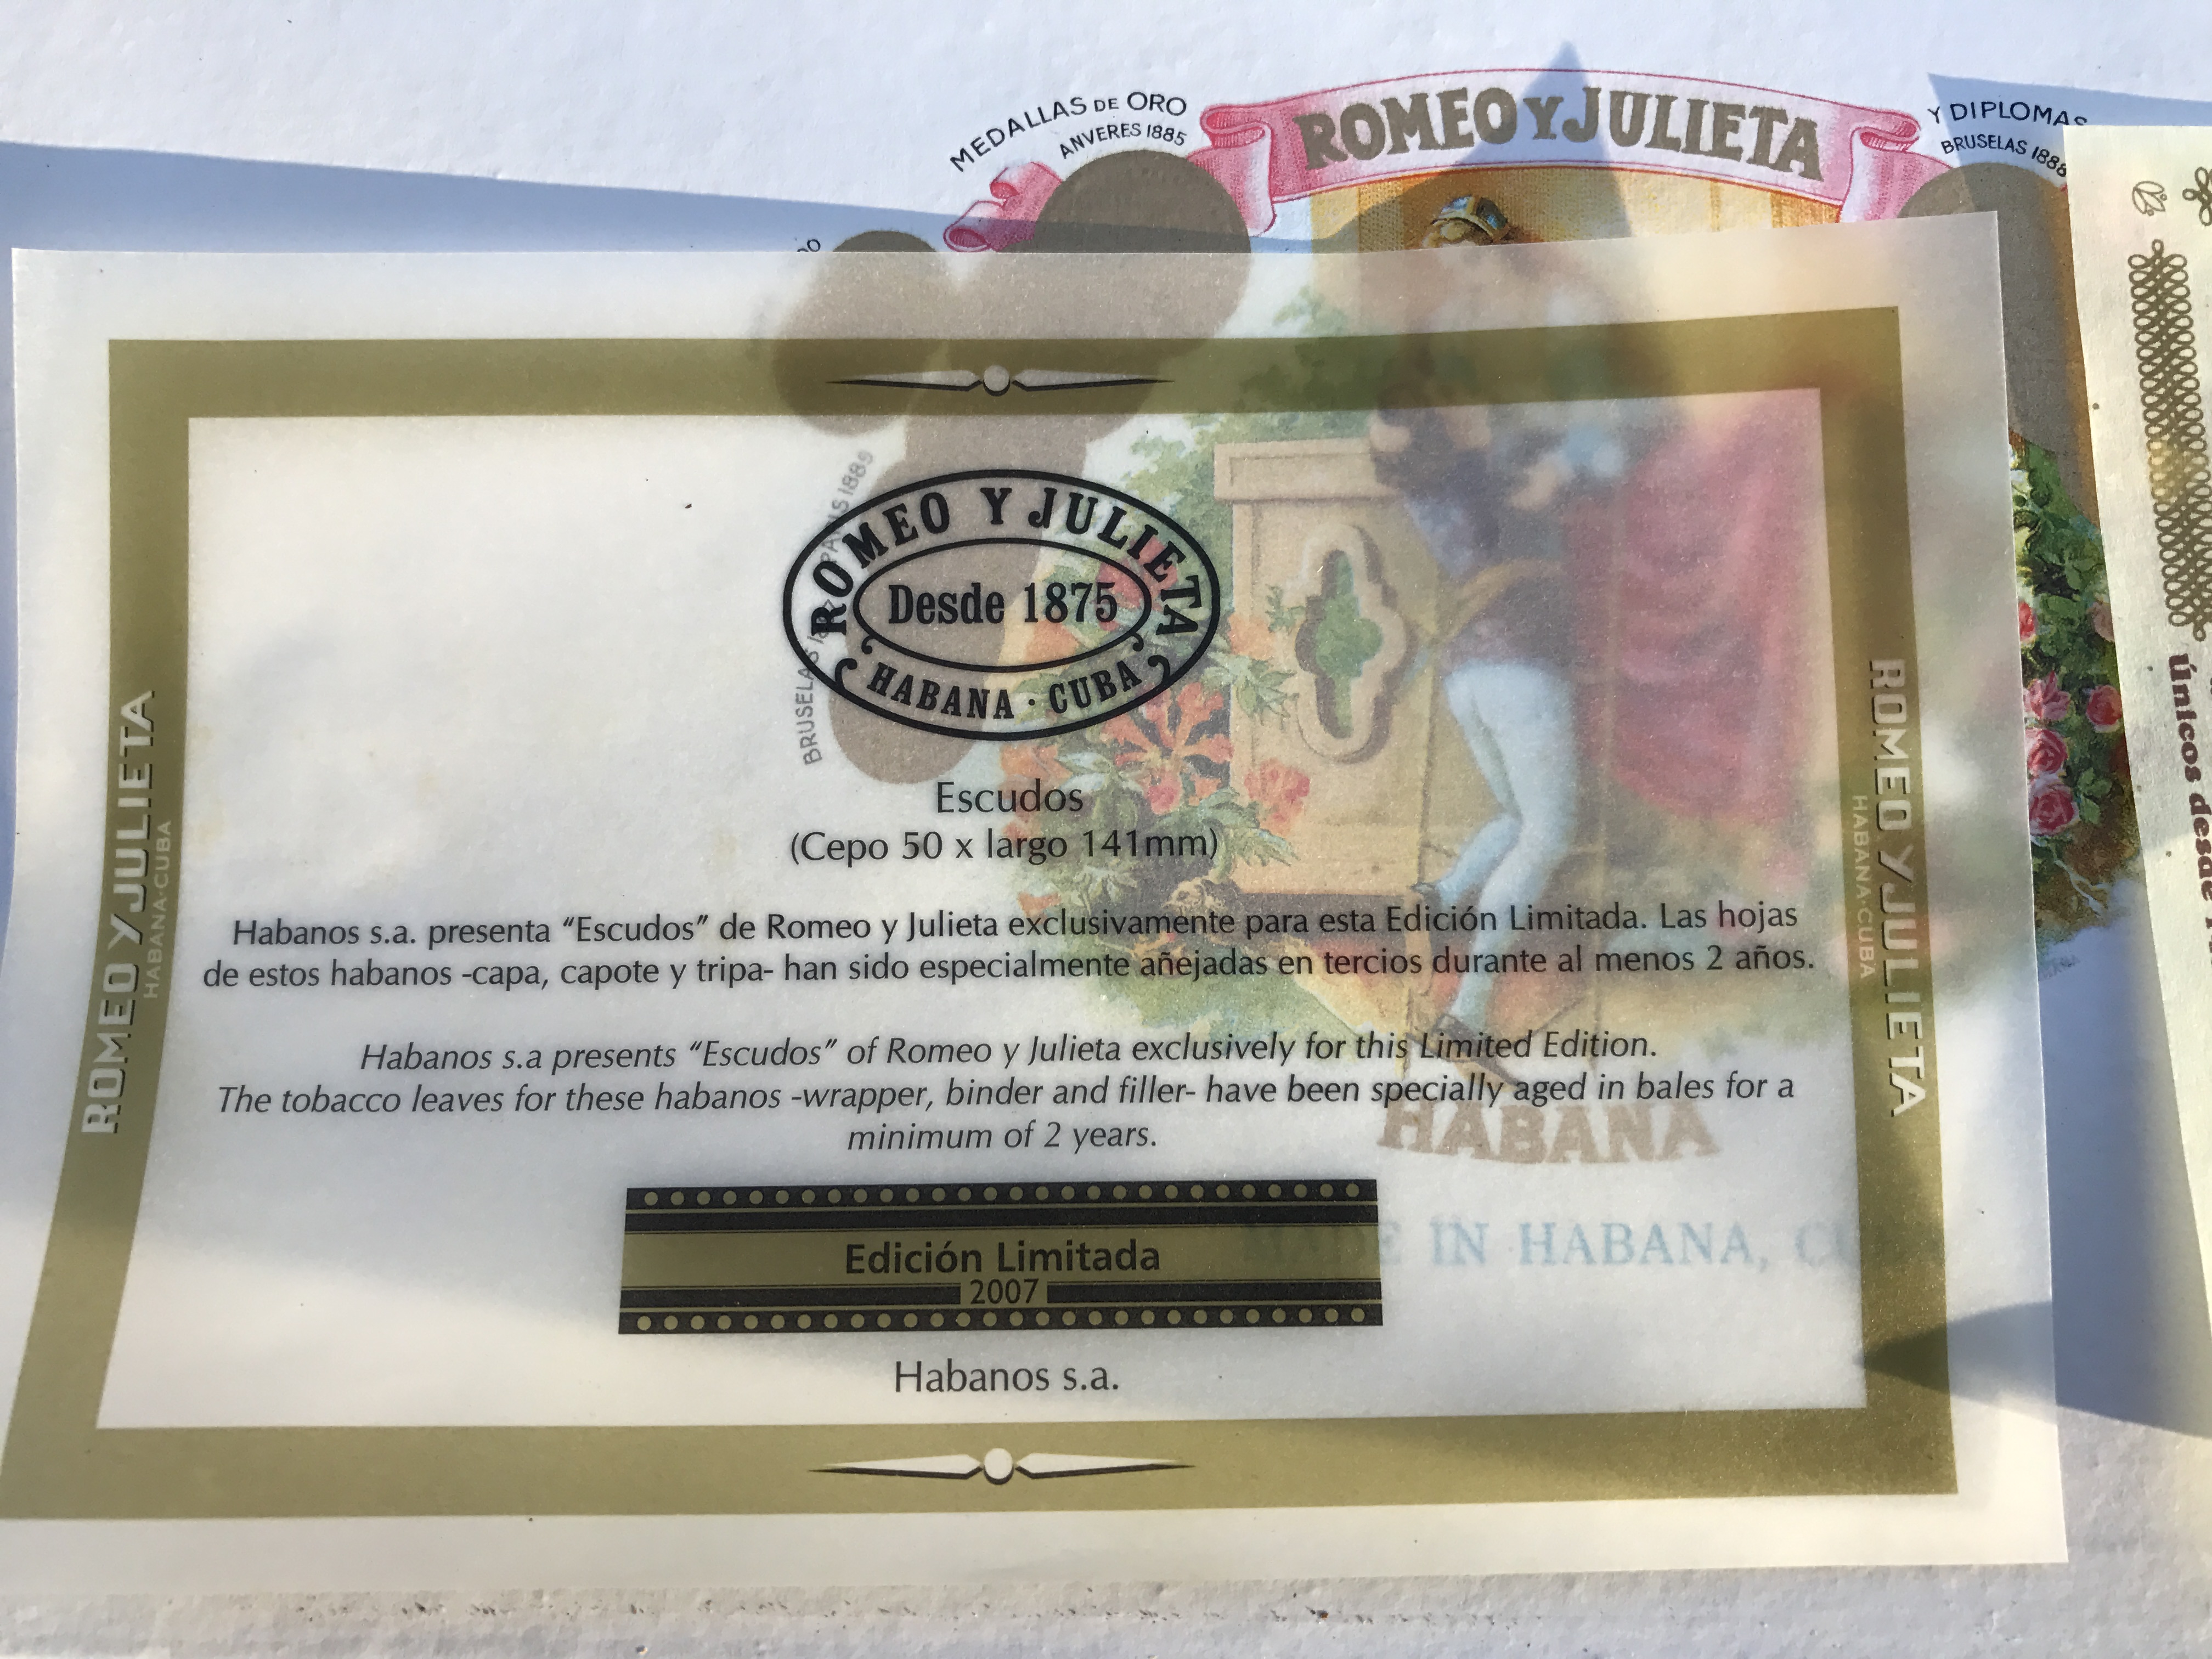 MEDALLAS DE ORO
ANVERES 1885
ROMEO Y JULIETA
Y DIPLOMAS
BRUSELAS 1888
BRUSELAS
PARIS 1889
ROMEO Y JULIETA
Desde 1875
HABANA · CUBA
Escudos
(Cepo 50 x largo 141mm)
Habanos s.a. presenta “Escudos” de Romeo y Julieta exclusivamente para esta Edición Limitada. Las hojas
de estos habanos -capa, capote y tripa- han sido especialmente añejadas en tercios durante al menos 2 años.
Habanos s.a presents “Escudos” of Romeo y Julieta exclusively for this Limited Edition.
The tobacco leaves for these habanos -wrapper, binder and filler- have been specially aged in bales for a
minimum of 2 years.
HABANA
MADE IN HABANA,
Edición Limitada
2007
Habanos s.a.
ROMEO Y JULIETA
HABANA·CUBA
ROMEO Y JULIETA
HABANA·CUBA
Únicos desde